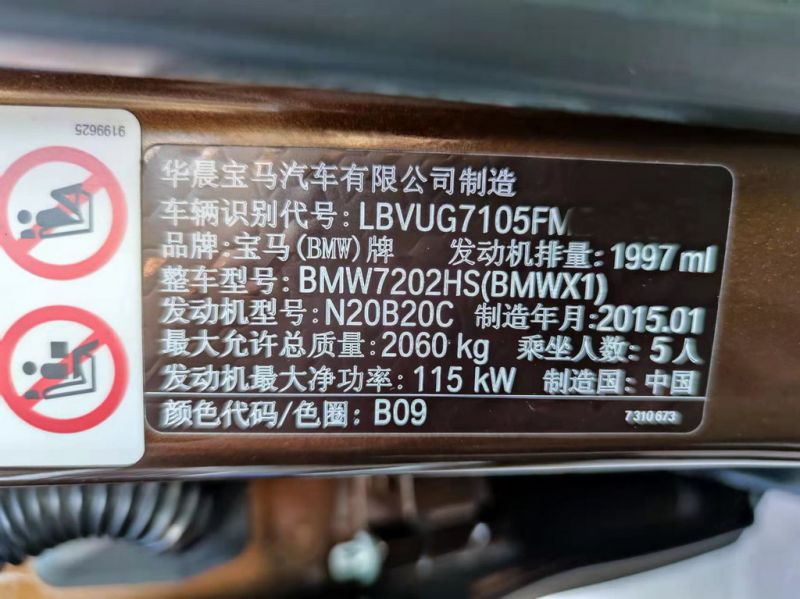 9199625
华晨宝马汽车有限公司制造
车辆识别代号: LBVUG7105FM
品牌: 宝马(BMW)牌 发动机排量: 1997 ml
整车型号: BMW7202HS(BMWX1)
发动机型号: N20B20C 制造年月: 2015.01
最大允许总质量: 2060 kg 乘坐人数: 5人
发动机最大净功率: 115 kW 制造国: 中国
颜色代码/色圈: B09 7310673